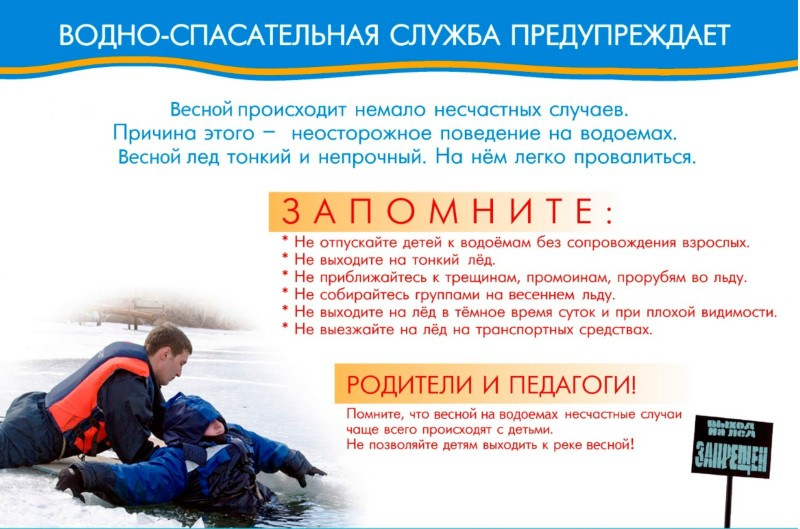 ВОДНО-СПАСАТЕЛЬНАЯ СЛУЖБА ПРЕДУПРЕЖДАЕТ
Весной происходит немало несчастных случаев.
Причина этого – неосторожное поведение на водоемах.
Весной лед тонкий и непрочный. На нём легко провалиться.
ЗАПОМНИТЕ:
* Не отпускайте детей к водоёмам без сопровождения взрослых.
* Не выходите на тонкий лёд.
* Не приближайтесь к трещинам, промоинам, прорубям во льду.
* Не собирайтесь группами на весеннем льду.
* Не выходите на лёд в тёмное время суток и при плохой видимости.
* Не выезжайте на лёд на транспортных средствах.
РОДИТЕЛИ И ПЕДАГОГИ!
Помните, что весной на водоемах несчастные случаи
чаще всего происходят с детьми.
Не позволяйте детям выходить к реке весной!
ВЫХОД
НА ЛЕД
ЗАПРЕЩЕН